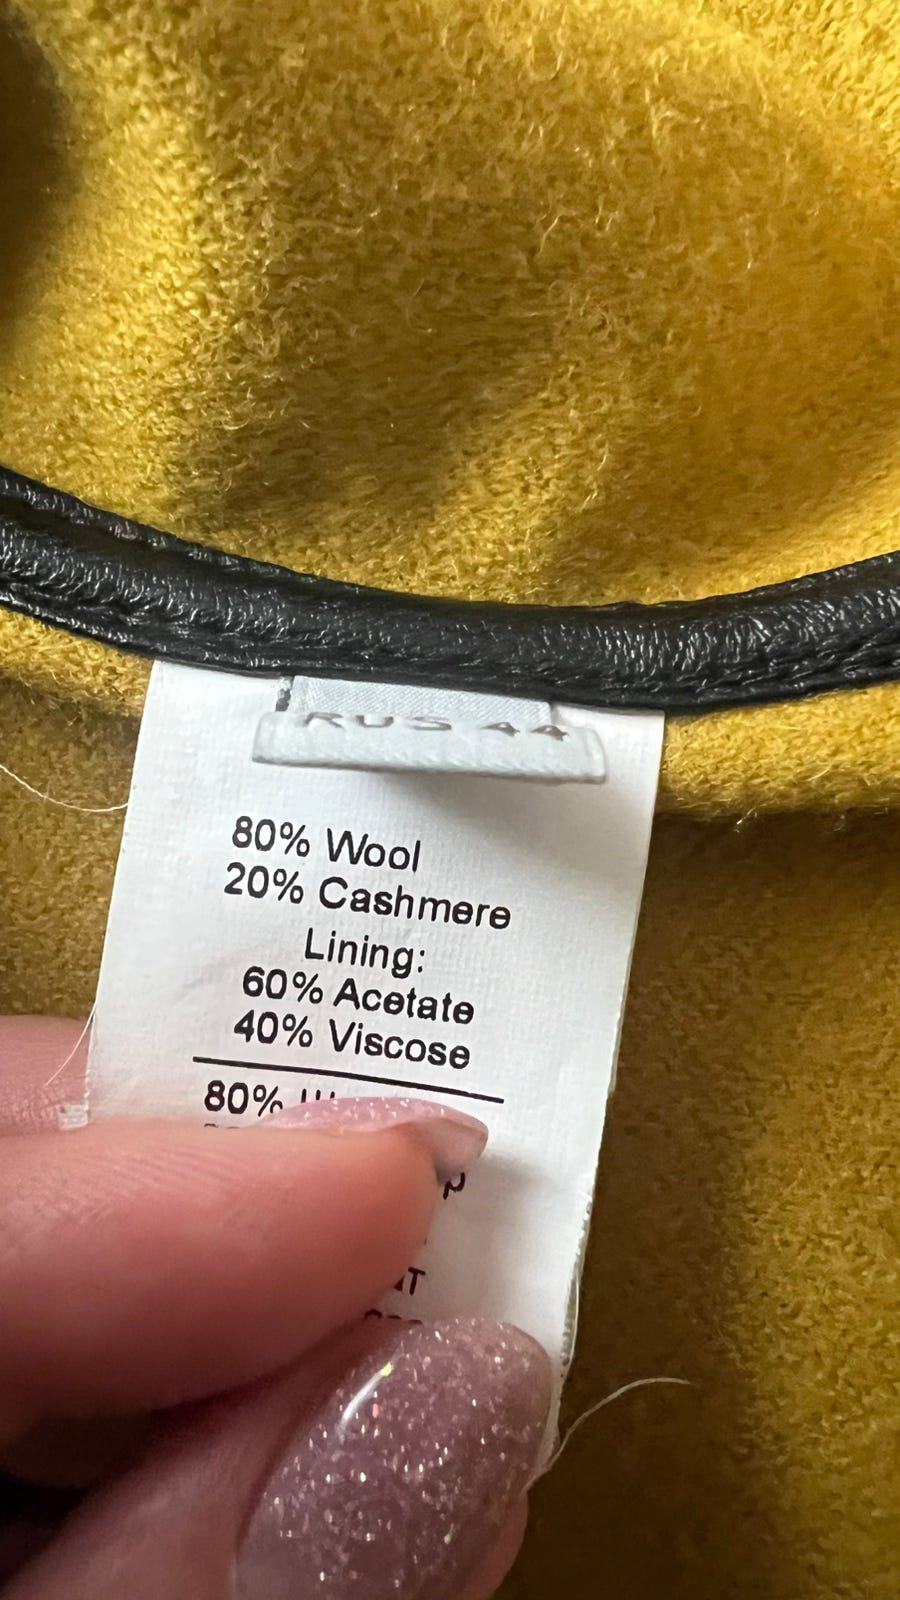 RUS 44
80% Wool
20% Cashmere
Lining:
60% Acetate
40% Viscose
80%